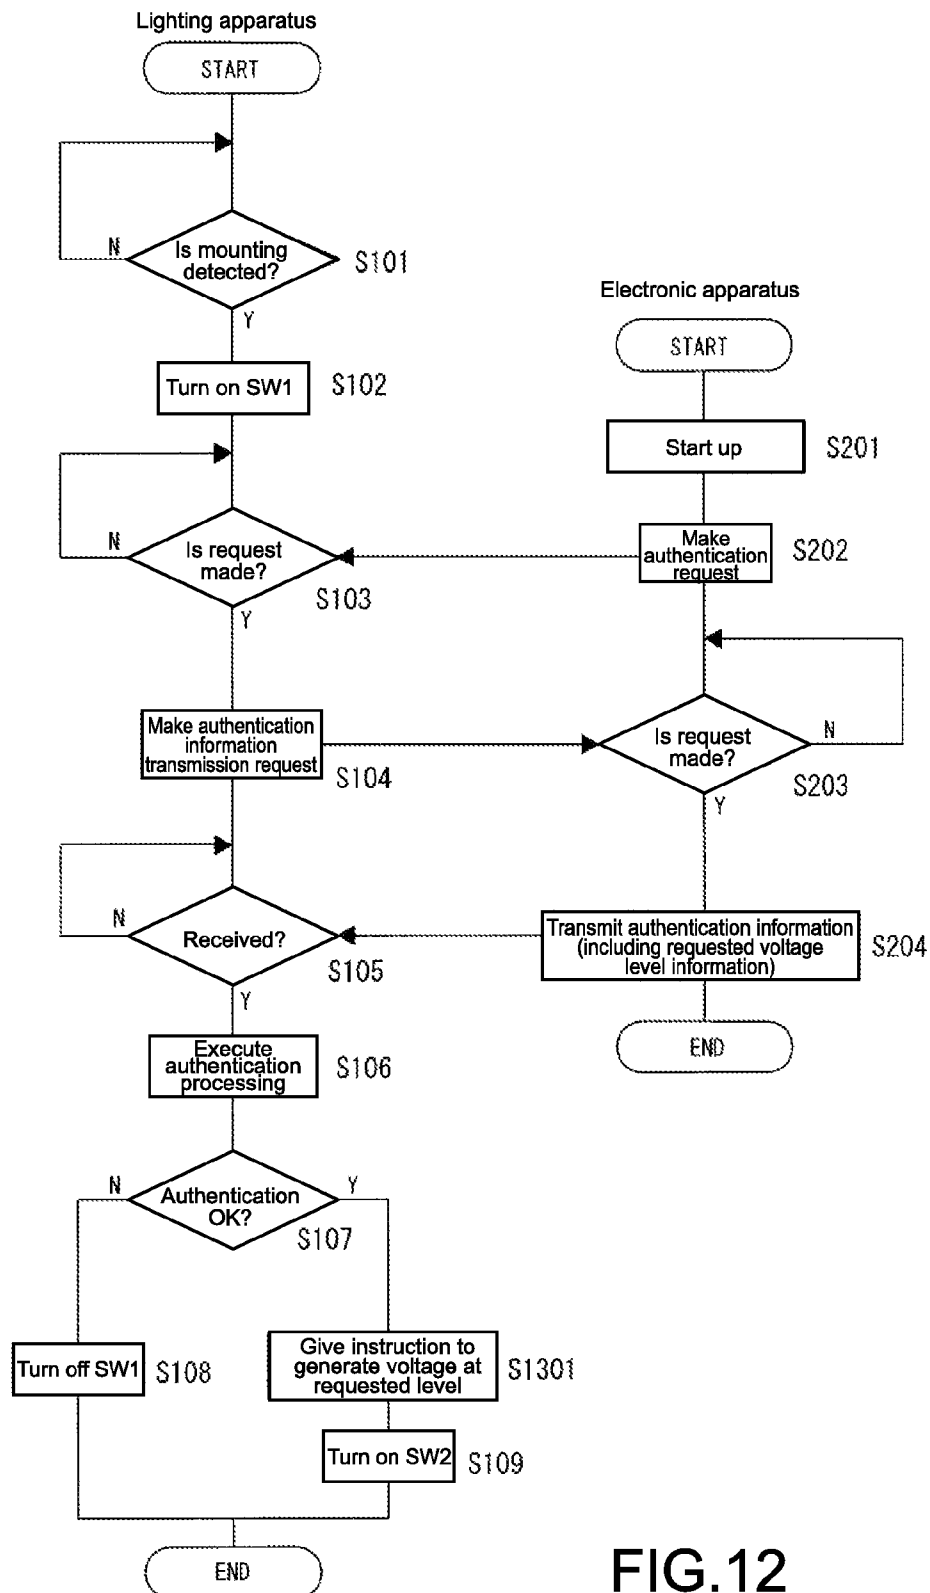 Lighting apparatus
START
N
Is mounting
detected?
S101
Y
Turn on SW1
S102
N
Is request
made?
S103
Y
Make authentication
information
transmission request
S104
N
Received?
S105
Y
Execute
authentication
processing
S106
N
Authentication
OK?
Y
S107
Turn off SW1
S108
Give instruction to
generate voltage at
requested level
S1301
Turn on SW2
S109
END
Electronic apparatus
START
Start up
S201
Make
authentication
request
S202
Is request
made?
N
S203
Y
Transmit authentication information
(including requested voltage
level information)
S204
END
FIG.12